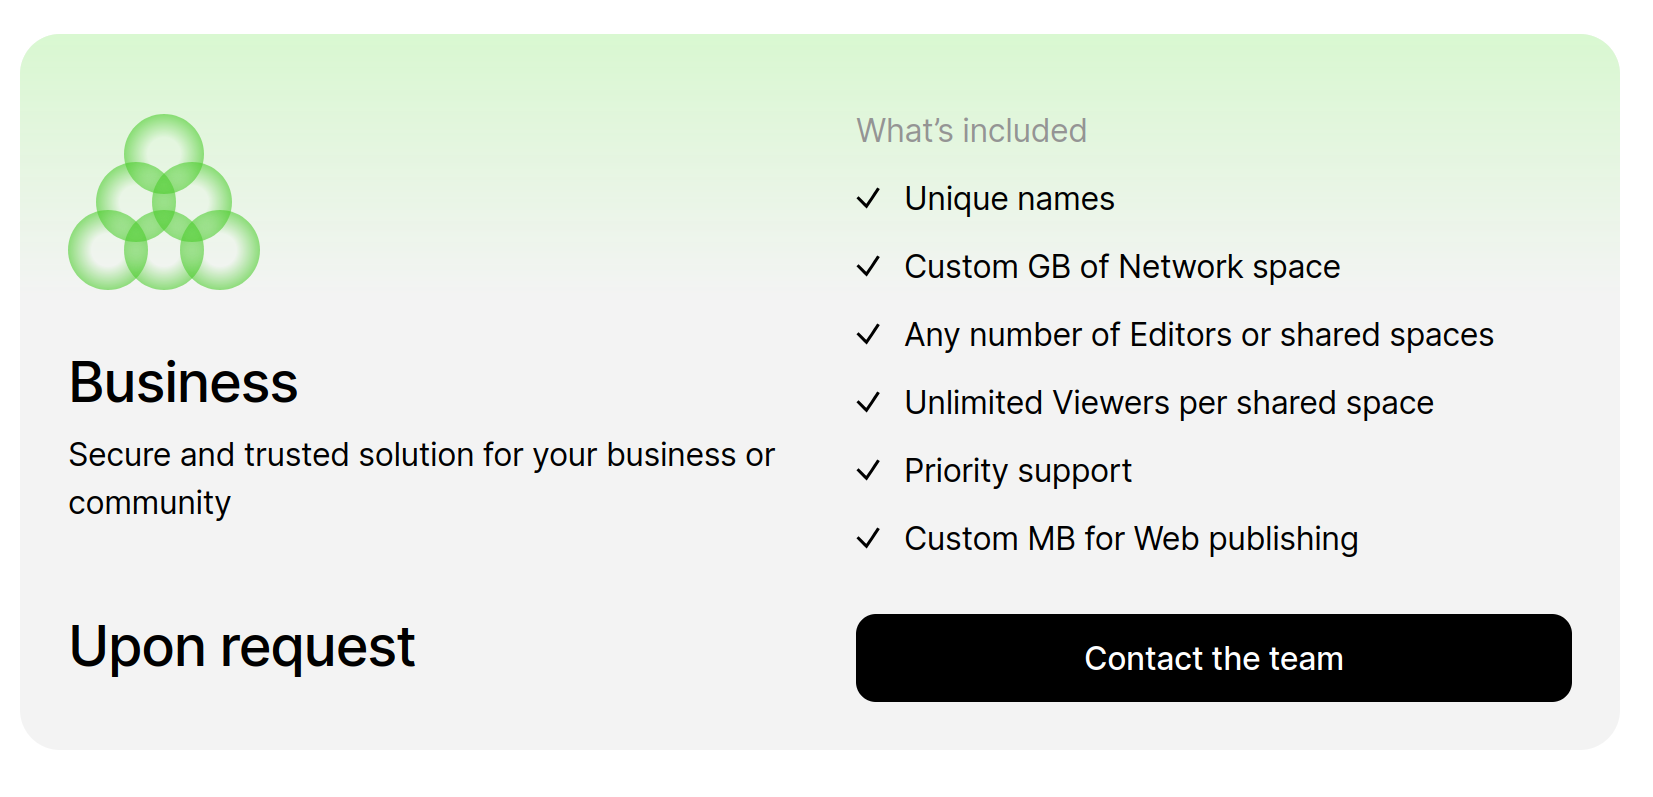 Business
Secure and trusted solution for your business or
community
Upon request
What’s included
Unique names
Custom GB of Network space
Any number of Editors or shared spaces
Unlimited Viewers per shared space
Priority support
Custom MB for Web publishing
Contact the team